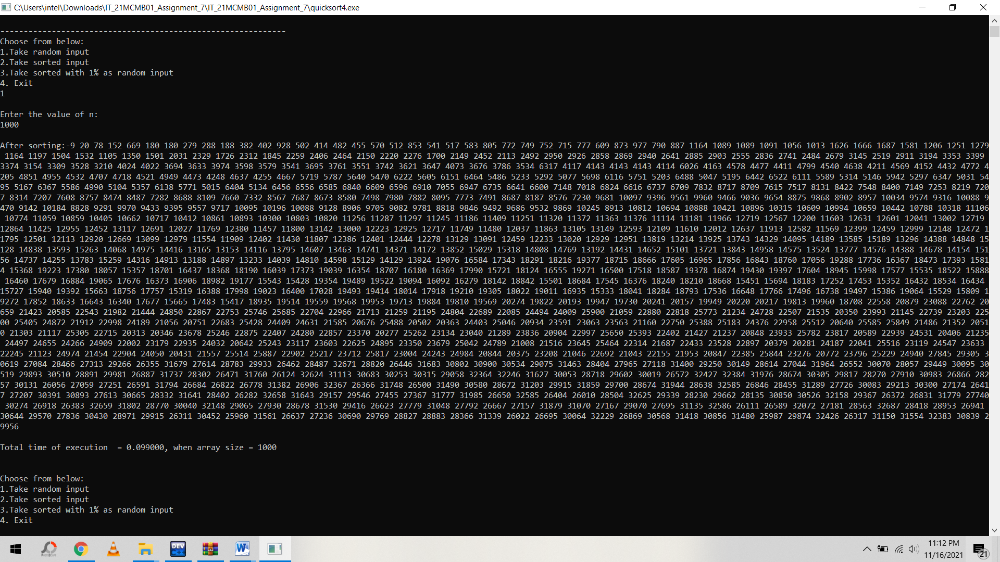 C:\Users\intel\Downloads\IT_21MCMB01_Assignment_7\IT_21MCMB01_Assignment_7\quicksort4.exe
-------------------------------------------------------------
Choose from below:
1.Take random input
2.Take sorted input
3.Take sorted with 1% as random input
4. Exit
1
Enter the value of n:
1000
After sorting:-9 20 78 152 669 180 180 279 288 188 382 402 928 502 414 482 455 570 512 853 541 517 583 805 772 749 752 715 777 609 873 977 790 887 1164 1089 1089 1091 1056 1013 1626 1666 1687 1581 1206 1251 1279
1164 1197 1504 1532 1105 1350 1501 2031 2329 1726 2312 1845 2259 2406 2464 2150 2220 2276 1700 2149 2452 2113 2492 2950 2926 2858 2869 2940 2641 2885 2903 2555 2836 2741 2484 2679 3145 2519 2911 3194 3353 3399
3374 3154 3309 3528 3210 4024 4022 3694 3633 3974 3598 3579 3541 3695 3761 3551 3742 3621 3647 4073 3676 3786 3534 6317 4117 4143 4143 4143 4114 6026 4163 4578 4477 4411 4799 4540 4638 4211 4569 4152 4432 4772 4
205 4851 4955 4532 4707 4718 4521 4949 4473 4248 4637 4255 4667 5719 5787 5640 5470 6222 5605 6151 6464 5486 5233 5292 5077 5698 6116 5751 5203 6488 5047 5195 6442 6522 6111 5589 5314 5146 5942 5297 6347 5031 54
95 5167 6367 5586 4990 5104 5357 6138 5771 5015 6404 5134 6456 6556 6585 6840 6609 6596 6910 7055 6947 6735 6641 6600 7148 7018 6824 6616 6737 6709 7832 8717 8709 7615 7517 8131 8422 7548 8400 7149 7253 8219 720
7 8314 7207 7608 8757 8474 8487 7282 8688 8109 7660 7332 8567 7687 8673 8580 7498 7980 7882 8095 7773 7491 8687 8187 8576 7230 9681 10097 9396 9561 9960 9466 9036 9654 8875 9868 8902 8957 10034 9574 9316 10088 9
470 9142 10184 8828 9291 9970 9433 9395 9557 9717 10095 10196 10088 9128 8906 9705 9082 9781 8818 9846 9492 9686 9532 9869 10245 8913 10812 10694 10888 10421 10896 10315 10609 10994 10659 10442 10788 10318 11106
10774 11059 10859 10405 10662 10717 10412 10861 10893 10300 10803 10820 11256 11287 11297 11245 11186 11409 11251 11320 11372 11363 11376 11114 11181 11966 12719 12567 12200 11603 12631 12601 12041 13002 12719
12864 11425 12955 12452 13117 12691 12027 11769 12380 11457 11800 13142 13000 12223 12925 12717 11749 11480 12037 11863 13105 13149 12593 12109 11610 12012 12637 11913 12582 11569 12399 12459 12999 12148 12472 1
1795 12501 12113 12920 12669 13099 12979 11554 11909 12402 11430 11807 12386 12401 12444 12278 13129 13091 12459 12233 13020 12929 12951 13819 13214 13925 13743 14329 14095 14189 13585 15189 13296 14388 14848 15
128 14838 13593 15263 14068 14975 14416 13165 13153 14116 13795 14607 13463 14741 14371 14172 13852 15029 15318 14808 14769 13192 14431 14652 15101 13721 13843 14958 14575 13524 13777 14576 14388 14678 14154 151
56 14737 14255 13783 15259 14316 14913 13188 14897 13233 14039 14810 14598 15129 14129 13924 19076 16584 17343 18291 18216 19377 18715 18666 17605 16965 17856 16843 18760 17056 19288 17736 16367 18473 17393 1581
4 15368 19223 17380 18057 15357 18701 16437 18368 18190 16039 17373 19039 16354 18707 16180 16369 17990 15721 18124 16555 19271 16500 17518 18587 19378 16874 19430 19397 17604 18945 15998 17577 15535 18522 15888
16460 17679 16884 19065 17676 16373 16906 18982 19177 15543 15428 19354 19489 19522 19094 16092 16279 18142 18842 15501 18684 17545 16376 18240 18210 18668 15451 15694 18183 17252 17453 15352 16432 18534 16434
15727 15940 19392 15663 18756 17757 15319 16388 17998 19023 16400 17028 19493 19414 18014 17918 19210 19305 18022 19011 16935 15333 18041 18284 18793 17536 16648 17766 17496 16738 19497 15386 19064 15529 15809 1
9272 17852 18633 16643 16340 17677 15665 17483 15417 18935 19514 19559 19568 19953 19713 19884 19810 19569 20274 19822 20193 19947 19730 20241 20157 19949 20220 20217 19813 19960 18708 22558 20879 23088 22762 20
659 21423 20585 22543 21982 21444 24850 22867 22753 25746 25685 22704 22966 21713 21259 21195 24804 22689 22085 24494 24009 25900 21059 22880 22818 25773 21234 24728 22507 21535 20350 23993 21145 22739 23203 225
00 25405 24872 21912 22998 24189 21056 20751 22683 25428 24409 24631 21585 20676 25488 20502 20363 24403 25046 20934 23591 23063 23563 21160 22750 25388 25183 24376 22958 25512 20640 25585 25849 21486 21352 2051
0 21303 21117 25305 22715 20313 20346 23678 25246 22875 22407 24280 22857 23370 20277 25262 23134 23040 21289 23836 20904 22997 25650 25393 22402 21427 21237 20848 23933 25782 23817 20589 22939 24531 20406 21235
24497 24655 24266 24909 22002 23179 22935 24032 20642 25243 23117 23603 22625 24895 23350 23679 25042 24789 21008 21516 23645 25464 22314 21687 22433 23528 22897 20379 20281 24187 22041 25516 23119 24547 23633
22245 21123 24974 21454 22904 24050 20431 21557 25514 25887 22902 25217 23712 25817 23004 24243 24984 20844 20375 23208 21046 22692 21043 22155 21953 20847 22385 25844 23276 20772 23796 25229 24940 27845 29305 3
0619 27084 28466 27313 29266 26355 31679 27614 28783 29933 26462 28487 32671 28820 26446 31683 30802 30900 30534 29075 31463 28404 27965 27118 31400 29250 30149 28614 27044 31964 26552 30070 28057 29449 30095 30
519 29893 30510 28891 29981 26887 31737 28302 26471 31760 26124 32624 31113 30683 30253 30315 29058 32364 32246 31627 30053 28718 29602 30019 26572 32427 32384 31976 28674 30305 29817 28270 27910 30983 26866 282
57 30131 26056 27059 27251 26591 31794 26684 26822 26778 31382 26906 32367 26366 31748 26500 31490 30580 28672 31203 29915 31859 29700 28674 31944 28638 32585 26846 28455 31289 27726 30083 29213 30300 27174 2641
7 27207 30391 30893 27613 30665 28332 31641 28402 26282 32658 31643 29157 29546 27455 27367 31777 31985 26650 32585 26404 26010 28504 32625 29339 28230 29662 28135 30850 30526 32158 29367 26372 26831 31779 27740
30274 26918 26383 32659 31802 28770 30040 32148 29065 27930 28678 31530 29416 26623 27779 31048 27792 26667 27157 31879 31070 27167 29070 27695 31135 32586 26111 26589 32072 27181 28563 32687 28418 28953 26941
30644 29570 27836 30430 28971 29915 26311 30452 25960 31561 26637 27236 30690 29769 28827 28883 28366 31339 26022 26695 30064 32229 26869 30568 31418 30856 31480 25987 29874 32426 26317 31150 31554 32383 30839 2
9956
Total time of execution  = 0.099000, when array size = 1000
Choose from below:
1.Take random input
2.Take sorted input
3.Take sorted with 1% as random input
4. Exit
DEV
11:12 PM
11/16/2021
21